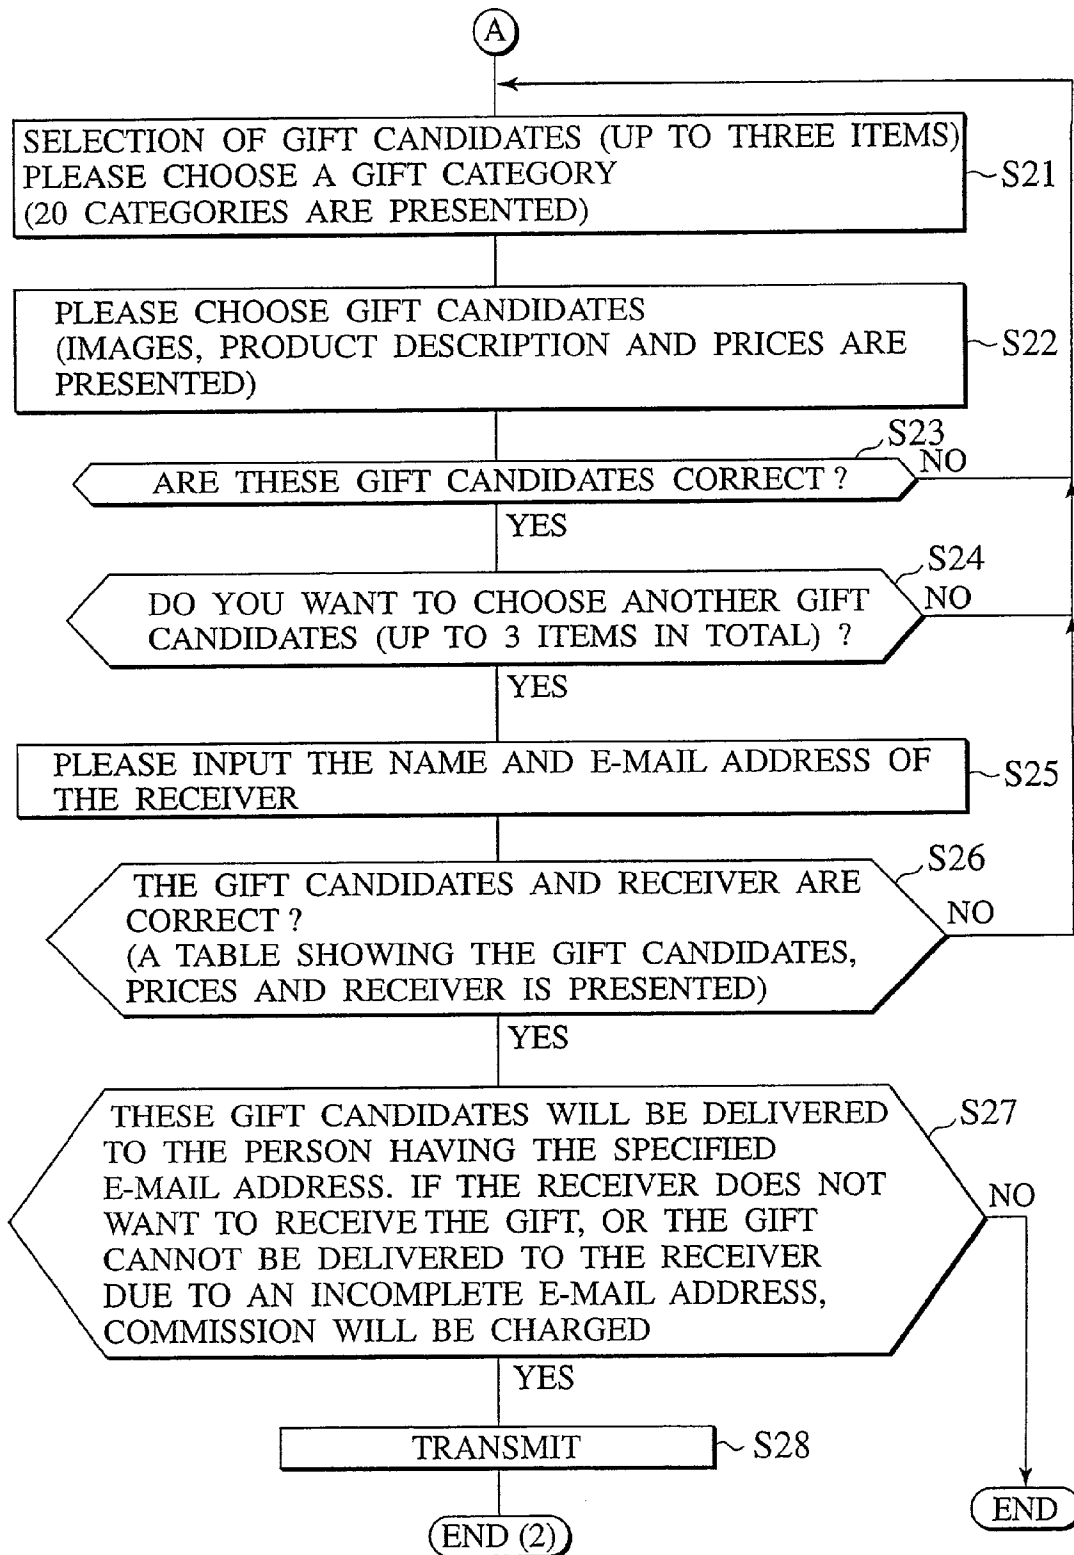 A
SELECTION OF GIFT CANDIDATES (UP TO THREE ITEMS)
PLEASE CHOOSE A GIFT CATEGORY
(20 CATEGORIES ARE PRESENTED)
S21
PLEASE CHOOSE GIFT CANDIDATES
(IMAGES, PRODUCT DESCRIPTION AND PRICES ARE
PRESENTED)
S22
S23
ARE THESE GIFT CANDIDATES CORRECT ?
NO
YES
S24
DO YOU WANT TO CHOOSE ANOTHER GIFT
CANDIDATES (UP TO 3 ITEMS IN TOTAL) ?
NO
YES
PLEASE INPUT THE NAME AND E-MAIL ADDRESS OF
THE RECEIVER
S25
S26
THE GIFT CANDIDATES AND RECEIVER ARE
CORRECT ?
(A TABLE SHOWING THE GIFT CANDIDATES,
PRICES AND RECEIVER IS PRESENTED)
NO
YES
S27
THESE GIFT CANDIDATES WILL BE DELIVERED
TO THE PERSON HAVING THE SPECIFIED
E-MAIL ADDRESS. IF THE RECEIVER DOES NOT
WANT TO RECEIVE THE GIFT, OR THE GIFT
CANNOT BE DELIVERED TO THE RECEIVER
DUE TO AN INCOMPLETE E-MAIL ADDRESS,
COMMISSION WILL BE CHARGED
NO
YES
TRANSMIT
S28
END
END (2)